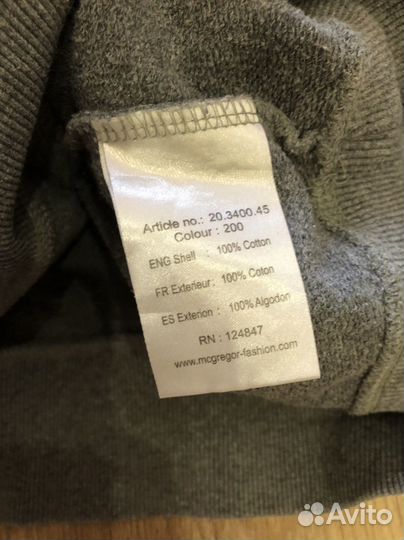 Article no.: 20.3400.45
Colour : 200
ENG Shell : 100% Cotton
FR Exterieur : 100% Coton
ES Exterion : 100% Algodon
RN : 124847
www.mcgregor-fashion.com
Avito